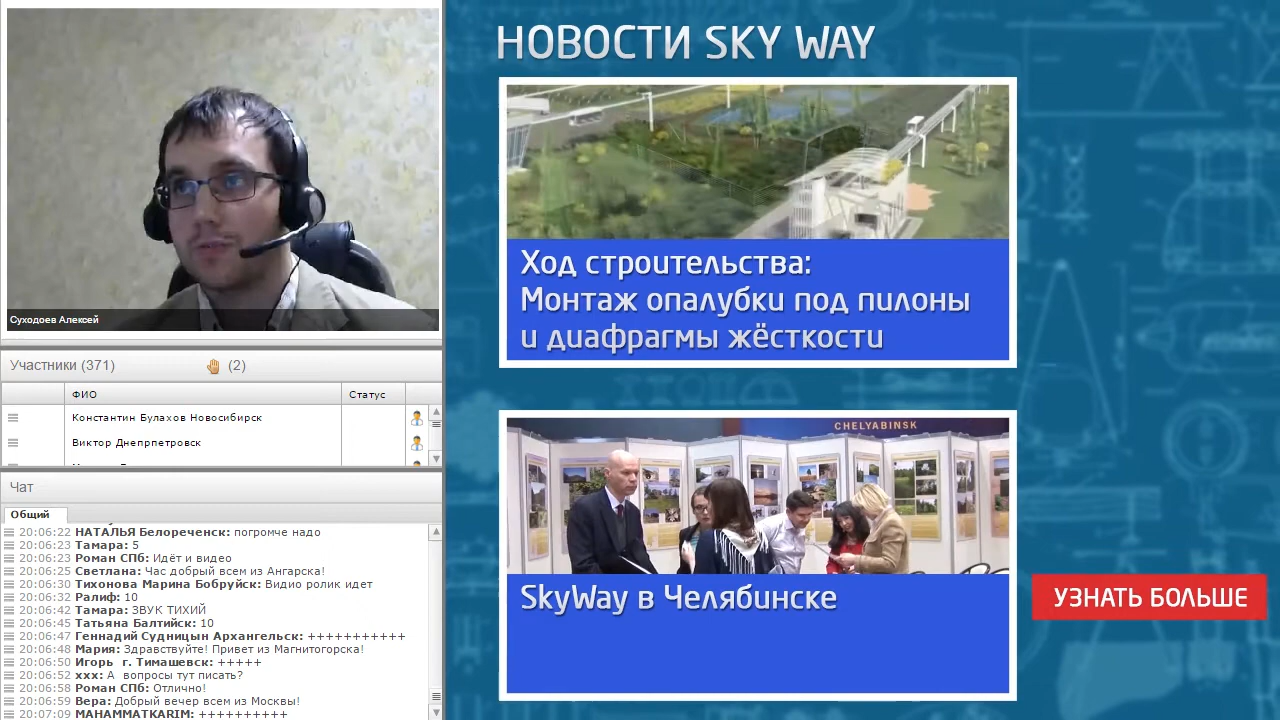 Суходоев Алексей
Участники (371)
(2)
ФИО Статус
Константин Булахов Новосибирск
Виктор Днепрпетровск
Чат
Общий
20:06:22 НАТАЛЬЯ Белореченск: погромче надо
20:06:23 Тамара: 5
20:06:23 Роман СПб: Идёт и видео
20:06:25 Светлана: Час добрый всем из Ангарска!
20:06:30 Тихонова Марина Бобруйск: Видио ролик идет
20:06:32 Ралиф: 10
20:06:42 Тамара: ЗВУК ТИХИЙ
20:06:45 Татьяна Балтийск: 10
20:06:47 Геннадий Судницын Архангельск: +++++++++++
20:06:48 Мария: Здравствуйте! Привет из Магнитогорска!
20:06:50 Игорь г. Тимашевск: +++++
20:06:52 xxx: А вопросы тут писать?
20:06:58 Роман СПб: Отлично!
20:06:59 Вера: Добрый вечер всем из Москвы!
20:07:09 MAHAMMATKARIM: ++++++++++
НОВОСТИ SKY WAY
Ход строительства:
Монтаж опалубки под пилоны
и диафрагмы жёсткости
CHELYABINSK
SkyWay в Челябинске
УЗНАТЬ БОЛЬШЕ